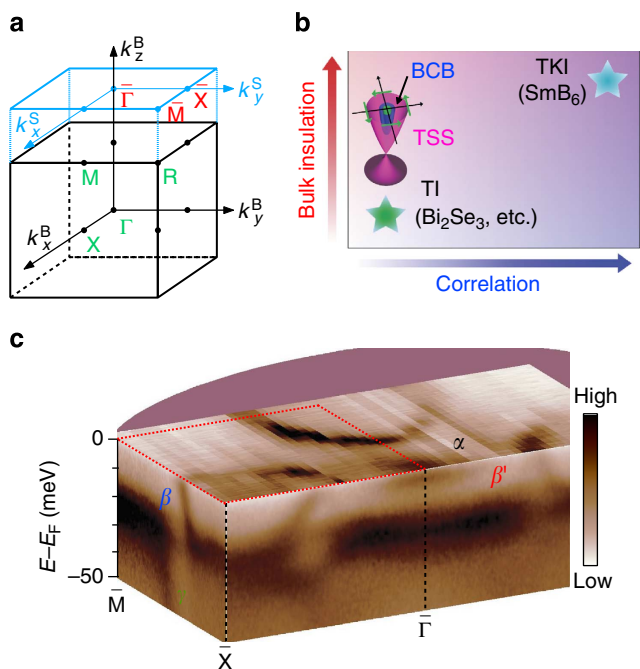 a
k_z^B
Γ̄
X̄
k_y^S
k_x^S
M̄
M
R
k_x^B
Γ
k_y^B
X
b
Bulk insulation
BCB
TKI
(SmB₆)
TSS
TI
(Bi₂Se₃, etc.)
Correlation
c
High
0
α
β
β'
E–E_F (meV)
–50
Low
M̄
X̄
Γ̄